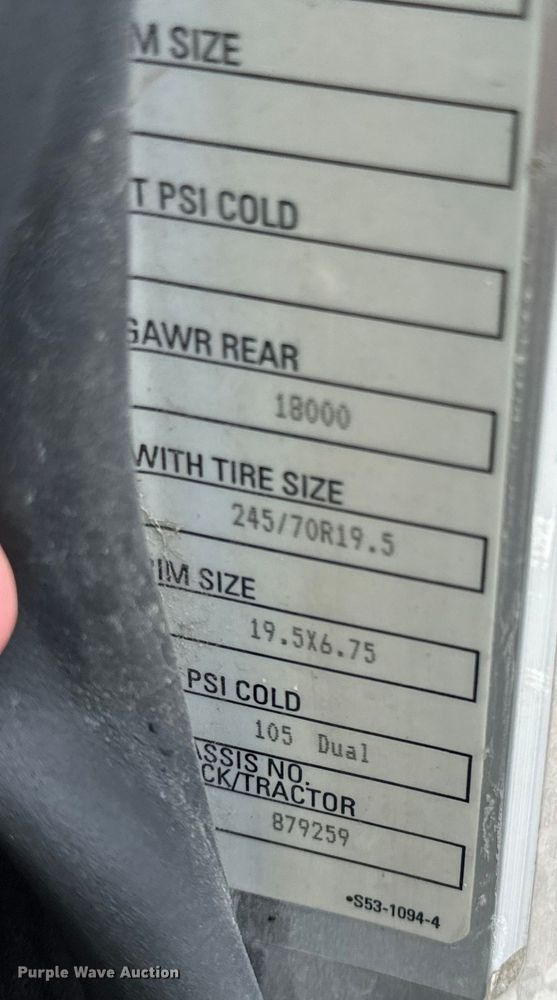 M SIZE
T PSI COLD
GAWR REAR
18000
WITH TIRE SIZE
245/70R19.5
IM SIZE
19.5X6.75
PSI COLD
105 Dual
ASSIS NO.
CK/TRACTOR
879259
•S53-1094-4
Purple Wave Auction